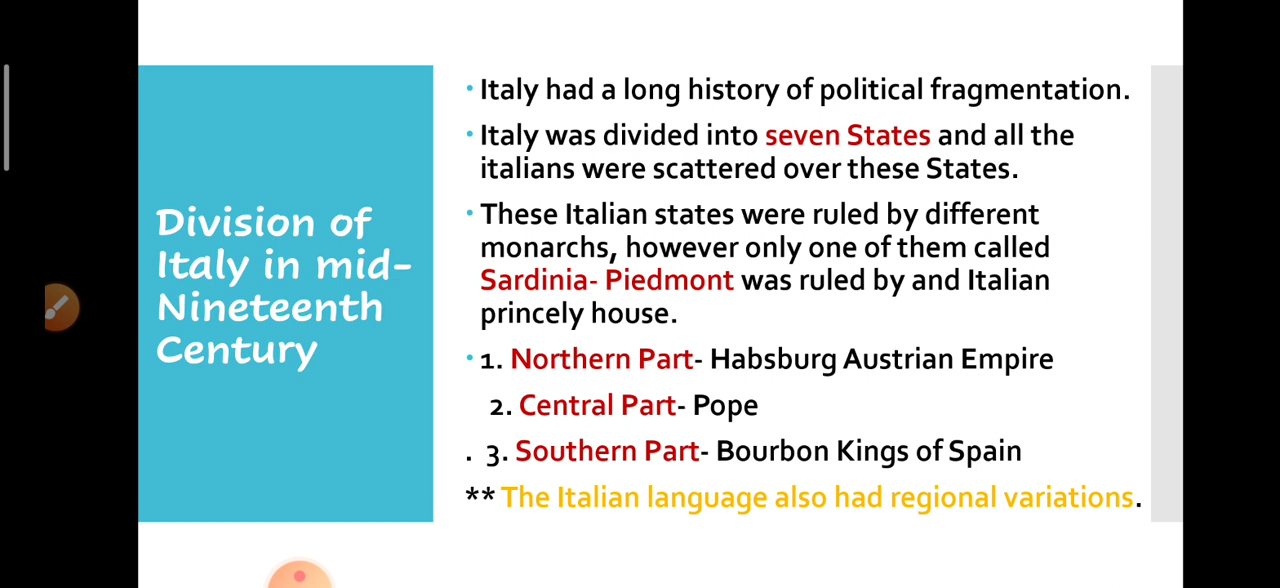 Division of
Italy in mid-
Nineteenth
Century
• Italy had a long history of political fragmentation.
• Italy was divided into seven States and all the
italians were scattered over these States.
• These Italian states were ruled by different
monarchs, however only one of them called
Sardinia- Piedmont was ruled by and Italian
princely house.
• 1. Northern Part- Habsburg Austrian Empire
2. Central Part- Pope
. 3. Southern Part- Bourbon Kings of Spain
** The Italian language also had regional variations.